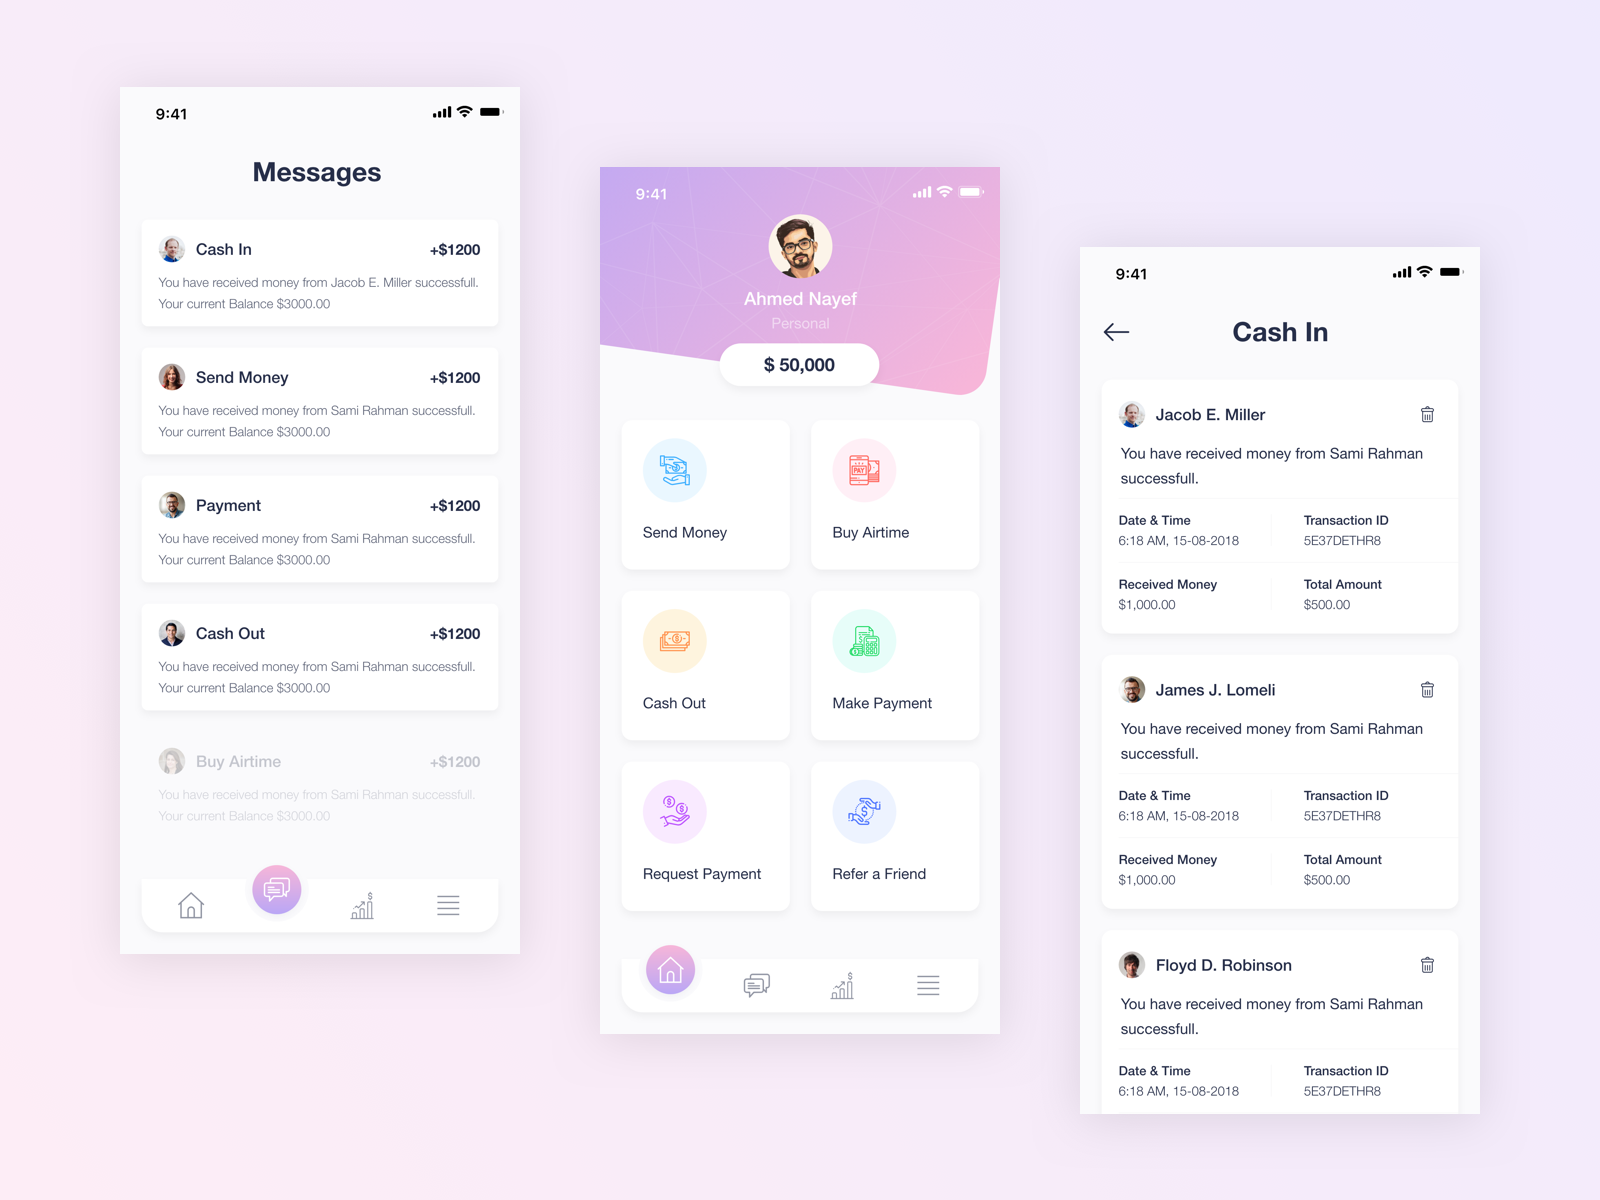 9:41
Messages
Cash In +$1200
You have received money from Jacob E. Miller successfull.
Your current Balance $3000.00
Send Money +$1200
You have received money from Sami Rahman successfull.
Your current Balance $3000.00
Payment +$1200
You have received money from Sami Rahman successfull.
Your current Balance $3000.00
Cash Out +$1200
You have received money from Sami Rahman successfull.
Your current Balance $3000.00
Buy Airtime +$1200
You have received money from Sami Rahman successfull.
Your current Balance $3000.00
9:41
Ahmed Nayef
Personal
$ 50,000
Send Money
PAY
Buy Airtime
Cash Out
Make Payment
Request Payment
Refer a Friend
9:41
Cash In
Jacob E. Miller
You have received money from Sami Rahman
successfull.
Date & Time Transaction ID
6:18 AM, 15-08-2018 5E37DETHR8
Received Money Total Amount
$1,000.00 $500.00
James J. Lomeli
You have received money from Sami Rahman
successfull.
Date & Time Transaction ID
6:18 AM, 15-08-2018 5E37DETHR8
Received Money Total Amount
$1,000.00 $500.00
Floyd D. Robinson
You have received money from Sami Rahman
successfull.
Date & Time Transaction ID
6:18 AM, 15-08-2018 5E37DETHR8